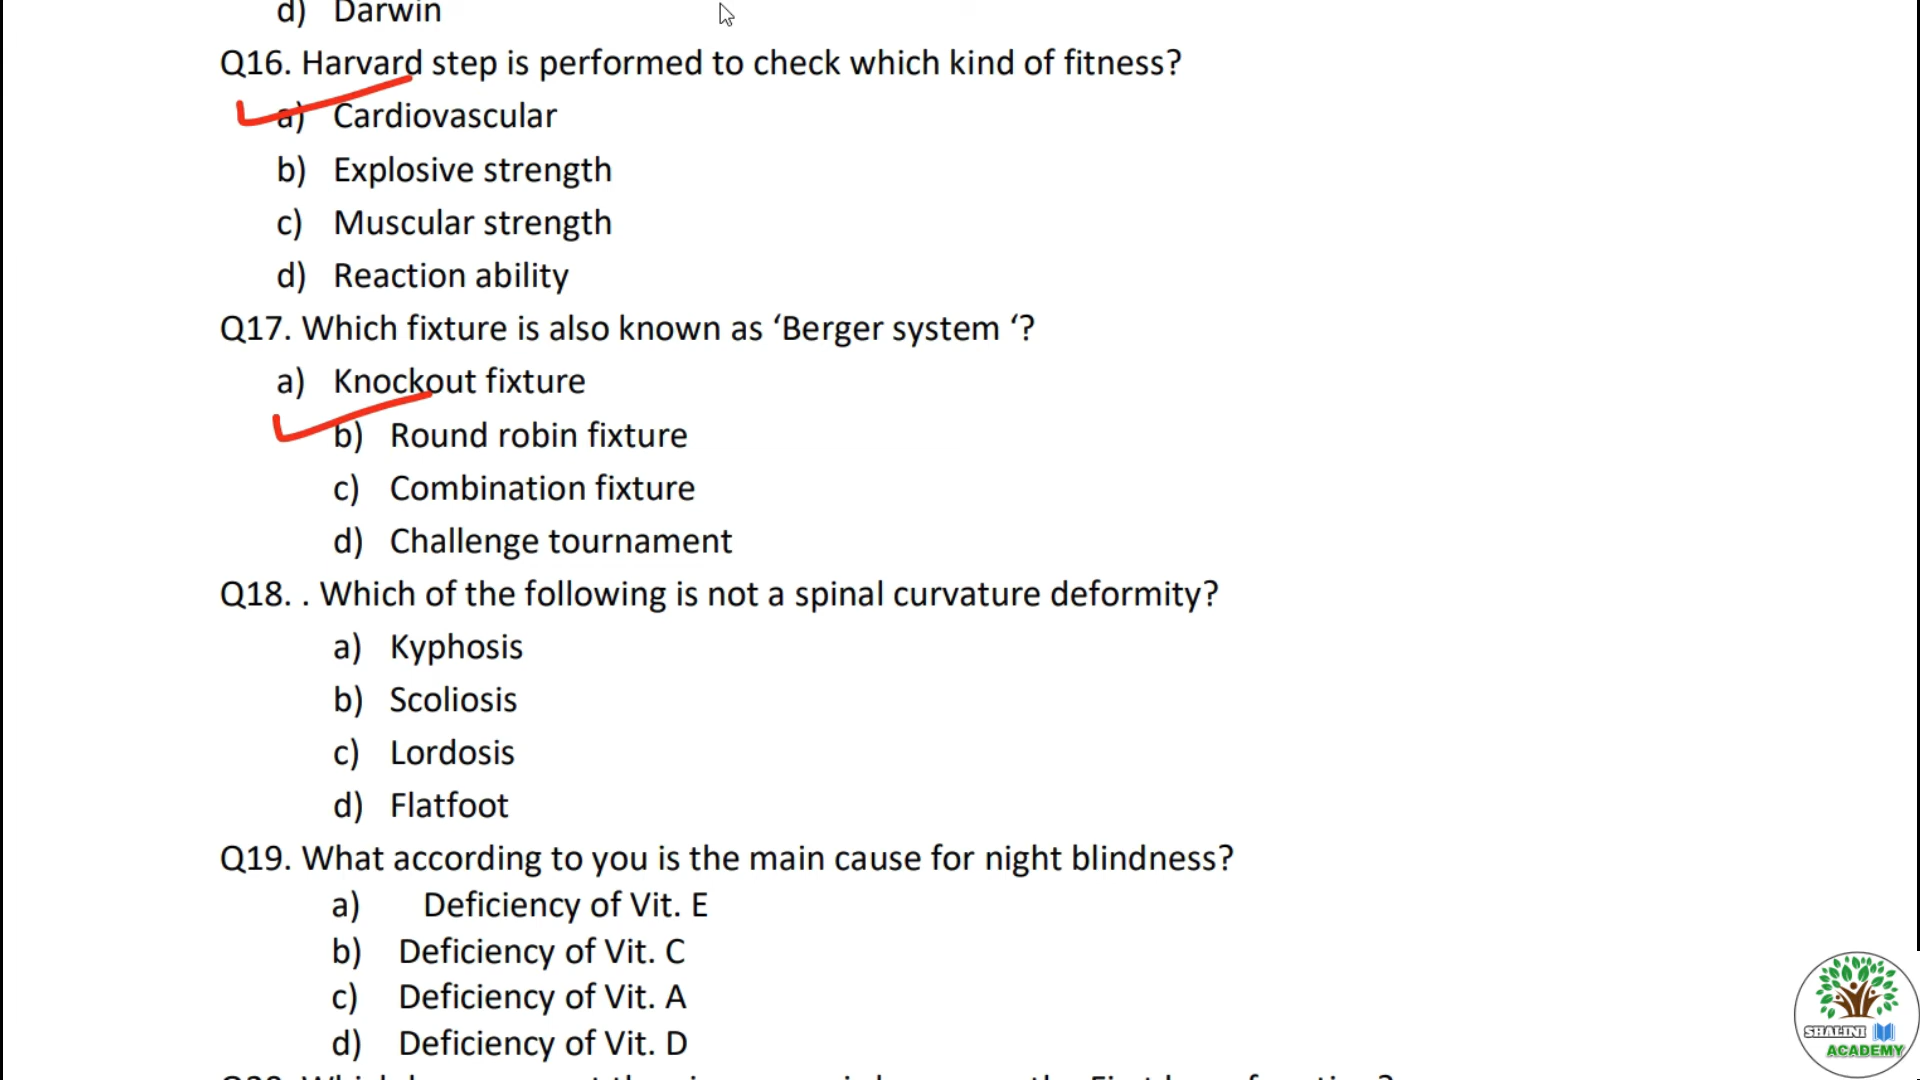 d) Darwin
Q16. Harvard step is performed to check which kind of fitness?
a) Cardiovascular
b) Explosive strength
c) Muscular strength
d) Reaction ability
Q17. Which fixture is also known as ‘Berger system ‘?
a) Knockout fixture
b) Round robin fixture
c) Combination fixture
d) Challenge tournament
Q18. . Which of the following is not a spinal curvature deformity?
a) Kyphosis
b) Scoliosis
c) Lordosis
d) Flatfoot
Q19. What according to you is the main cause for night blindness?
a) Deficiency of Vit. E
b) Deficiency of Vit. C
c) Deficiency of Vit. A
d) Deficiency of Vit. D
SHALINI
ACADEMY